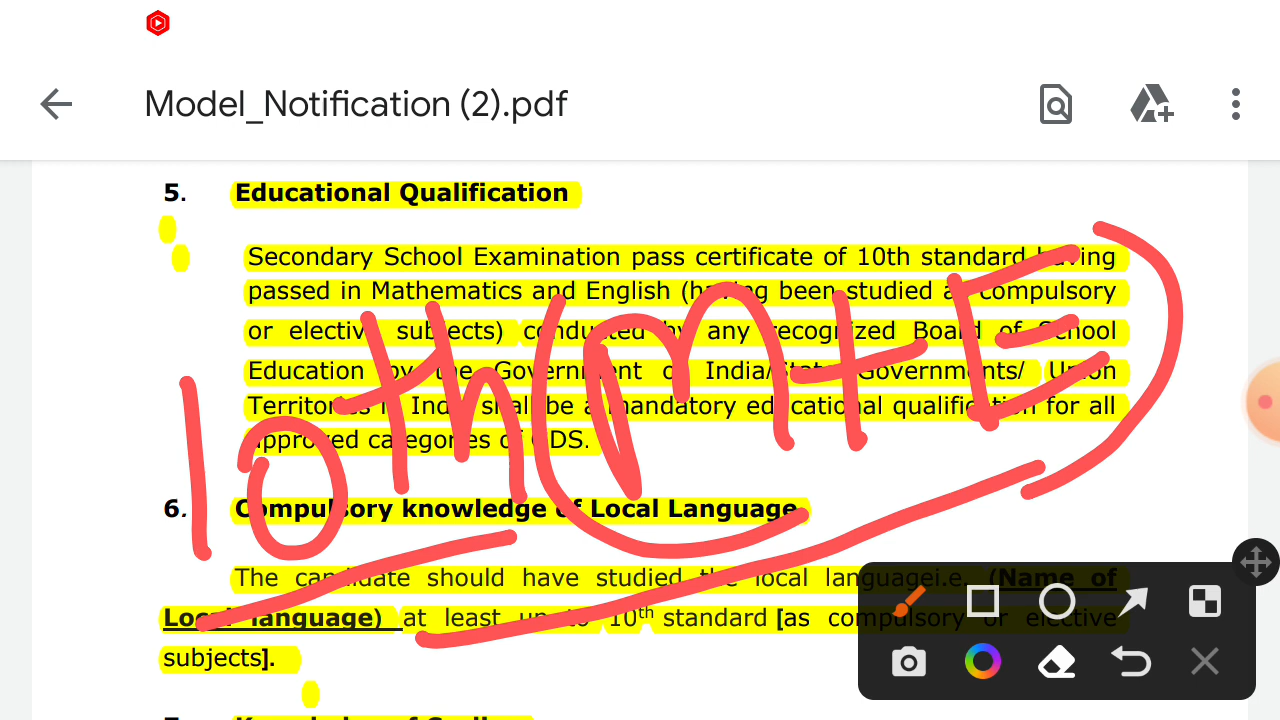 Model_Notification (2).pdf
5. Educational Qualification
Secondary School Examination pass certificate of 10th standard having
passed in Mathematics and English (having been studied as compulsory
or elective subjects) conducted by any recognized Board of School
Education by the Government of India/State Governments/ Union
Territories in India shall be a mandatory educational qualification for all
approved categories of GDS.
10th (M+E)
6. Compulsory knowledge of Local Language
The candidate should have studied the local languagei.e. (Name of
Local language) at least up to 10th standard [as compulsory or elective
subjects].